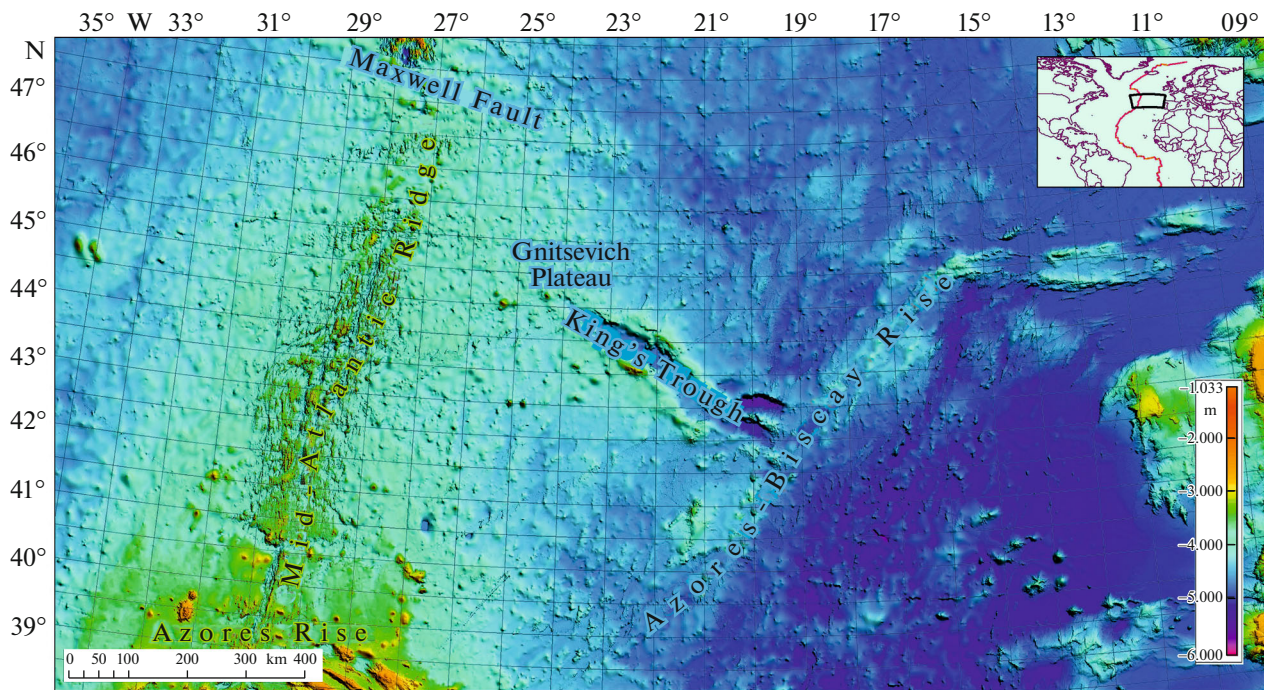 35° W 33° 31° 29° 27° 25° 23° 21° 19° 17° 15° 13° 11° 09°
N
47°
46°
45°
44°
43°
42°
41°
40°
39°
Maxwell Fault
Mid-Atlantic Ridge
Gnitsevich
Plateau
King's Trough
Azores-Biscay Rise
Azores Rise
0 50 100 200 300 km 400
–1.033
m
–2.000
–3.000
–4.000
–5.000
–6.000